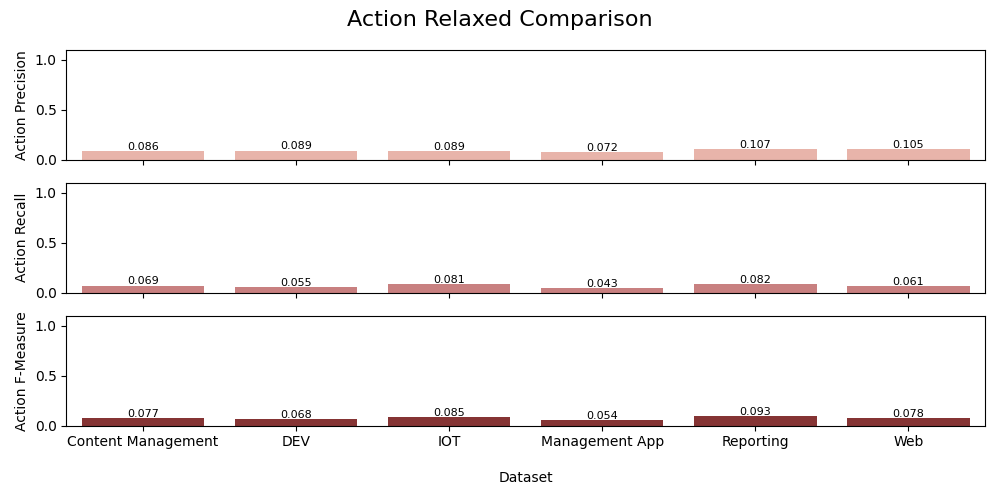 Action Relaxed Comparison
Action Precision
1.0
0.5
0.0
0.086 0.089 0.089 0.072 0.107 0.105
Action Recall
1.0
0.5
0.0
0.069 0.055 0.081 0.043 0.082 0.061
Action F-Measure
1.0
0.5
0.0
0.077 0.068 0.085 0.054 0.093 0.078
Content Management DEV IOT Management App Reporting Web
Dataset